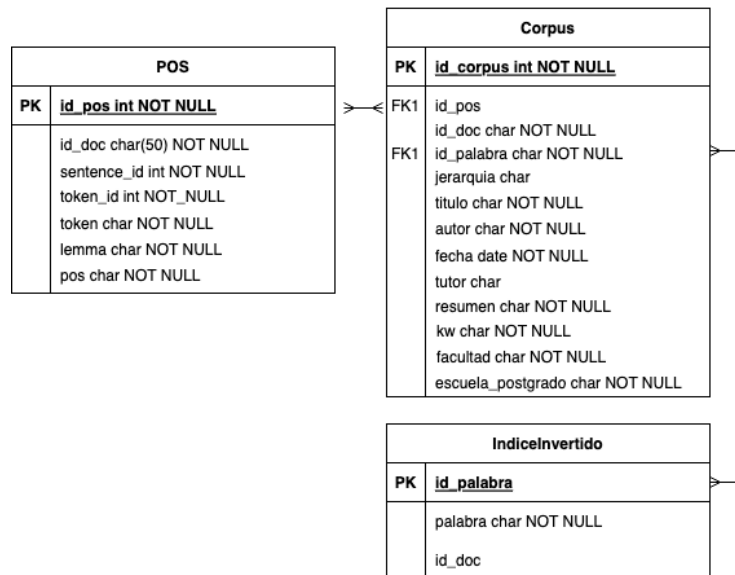 POS
PK id_pos int NOT NULL
id_doc char(50) NOT NULL
sentence_id int NOT NULL
token_id int NOT_NULL
token char NOT NULL
lemma char NOT NULL
pos char NOT NULL
Corpus
PK id_corpus int NOT NULL
FK1 id_pos
id_doc char NOT NULL
FK1 id_palabra char NOT NULL
jerarquia char
titulo char NOT NULL
autor char NOT NULL
fecha date NOT NULL
tutor char
resumen char NOT NULL
kw char NOT NULL
facultad char NOT NULL
escuela_postgrado char NOT NULL
IndiceInvertido
PK id_palabra
palabra char NOT NULL
id_doc